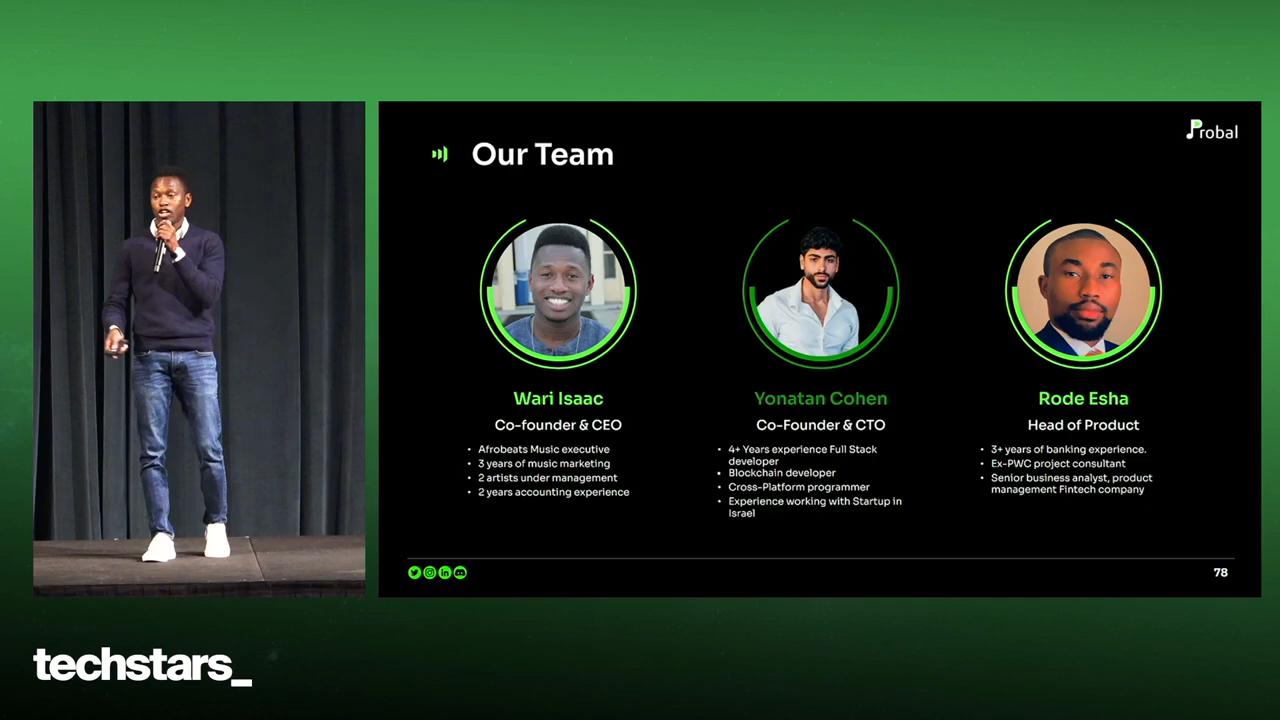 Probal
Our Team
Wari Isaac
Co-founder & CEO
• Afrobeats Music executive
• 3 years of music marketing
• 2 artists under management
• 2 years accounting experience
Yonatan Cohen
Co-Founder & CTO
• 4+ Years experience Full Stack
developer
• Blockchain developer
• Cross-Platform programmer
• Experience working with Startup in
Israel
Rode Esha
Head of Product
• 3+ years of banking experience.
• Ex-PWC project consultant
• Senior business analyst, product
management Fintech company
78
techstars_